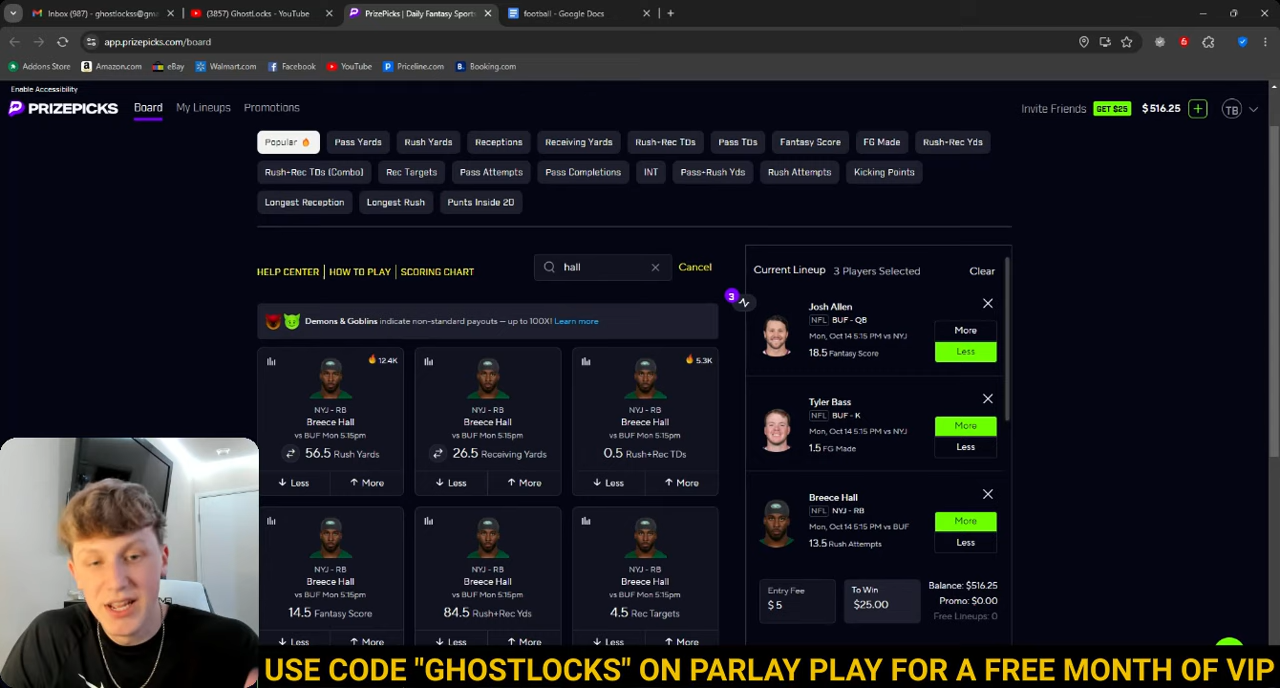 Inbox (987) - ghostlockss@gm
(3857) GhostLocks - YouTube
PrizePicks | Daily Fantasy Sports
football - Google Docs
app.prizepicks.com/board
6
Addons Store
Amazon.com
eBay
Walmart.com
Facebook
YouTube
Priceline.com
Booking.com
Enable Accessibility
PRIZEPICKS
Board
My Lineups
Promotions
Invite Friends
GET $25
$516.25
TB
Popular
Pass Yards
Rush Yards
Receptions
Receiving Yards
Rush+Rec TDs
Pass TDs
Fantasy Score
FG Made
Rush+Rec Yds
Rush+Rec TDs (Combo)
Rec Targets
Pass Attempts
Pass Completions
INT
Pass+Rush Yds
Rush Attempts
Kicking Points
Longest Reception
Longest Rush
Punts Inside 20
HELP CENTER | HOW TO PLAY | SCORING CHART
hall
Cancel
Demons & Goblins indicate non-standard payouts – up to 100X! Learn more
12.4K
NYJ - RB
Breece Hall
vs BUF Mon 5:15pm
56.5 Rush Yards
Less
More
NYJ - RB
Breece Hall
vs BUF Mon 5:15pm
26.5 Receiving Yards
Less
More
5.3K
NYJ - RB
Breece Hall
vs BUF Mon 5:15pm
0.5 Rush+Rec TDs
Less
More
NYJ - RB
Breece Hall
vs BUF Mon 5:15pm
14.5 Fantasy Score
Less
More
NYJ - RB
Breece Hall
vs BUF Mon 5:15pm
84.5 Rush+Rec Yds
Less
More
NYJ - RB
Breece Hall
vs BUF Mon 5:15pm
4.5 Rec Targets
Less
More
3
Current Lineup 3 Players Selected
Clear
Josh Allen
NFL BUF - QB
Mon, Oct 14 5:15 PM vs NYJ
18.5 Fantasy Score
More
Less
Tyler Bass
NFL BUF - K
Mon, Oct 14 5:15 PM vs NYJ
1.5 FG Made
More
Less
Breece Hall
NFL NYJ - RB
Mon, Oct 14 5:15 PM vs BUF
13.5 Rush Attempts
More
Less
Entry Fee
$ 5
To Win
$25.00
Balance: $516.25
Promo: $0.00
Free Lineups: 0
USE CODE "GHOSTLOCKS" ON PARLAY PLAY FOR A FREE MONTH OF VIP